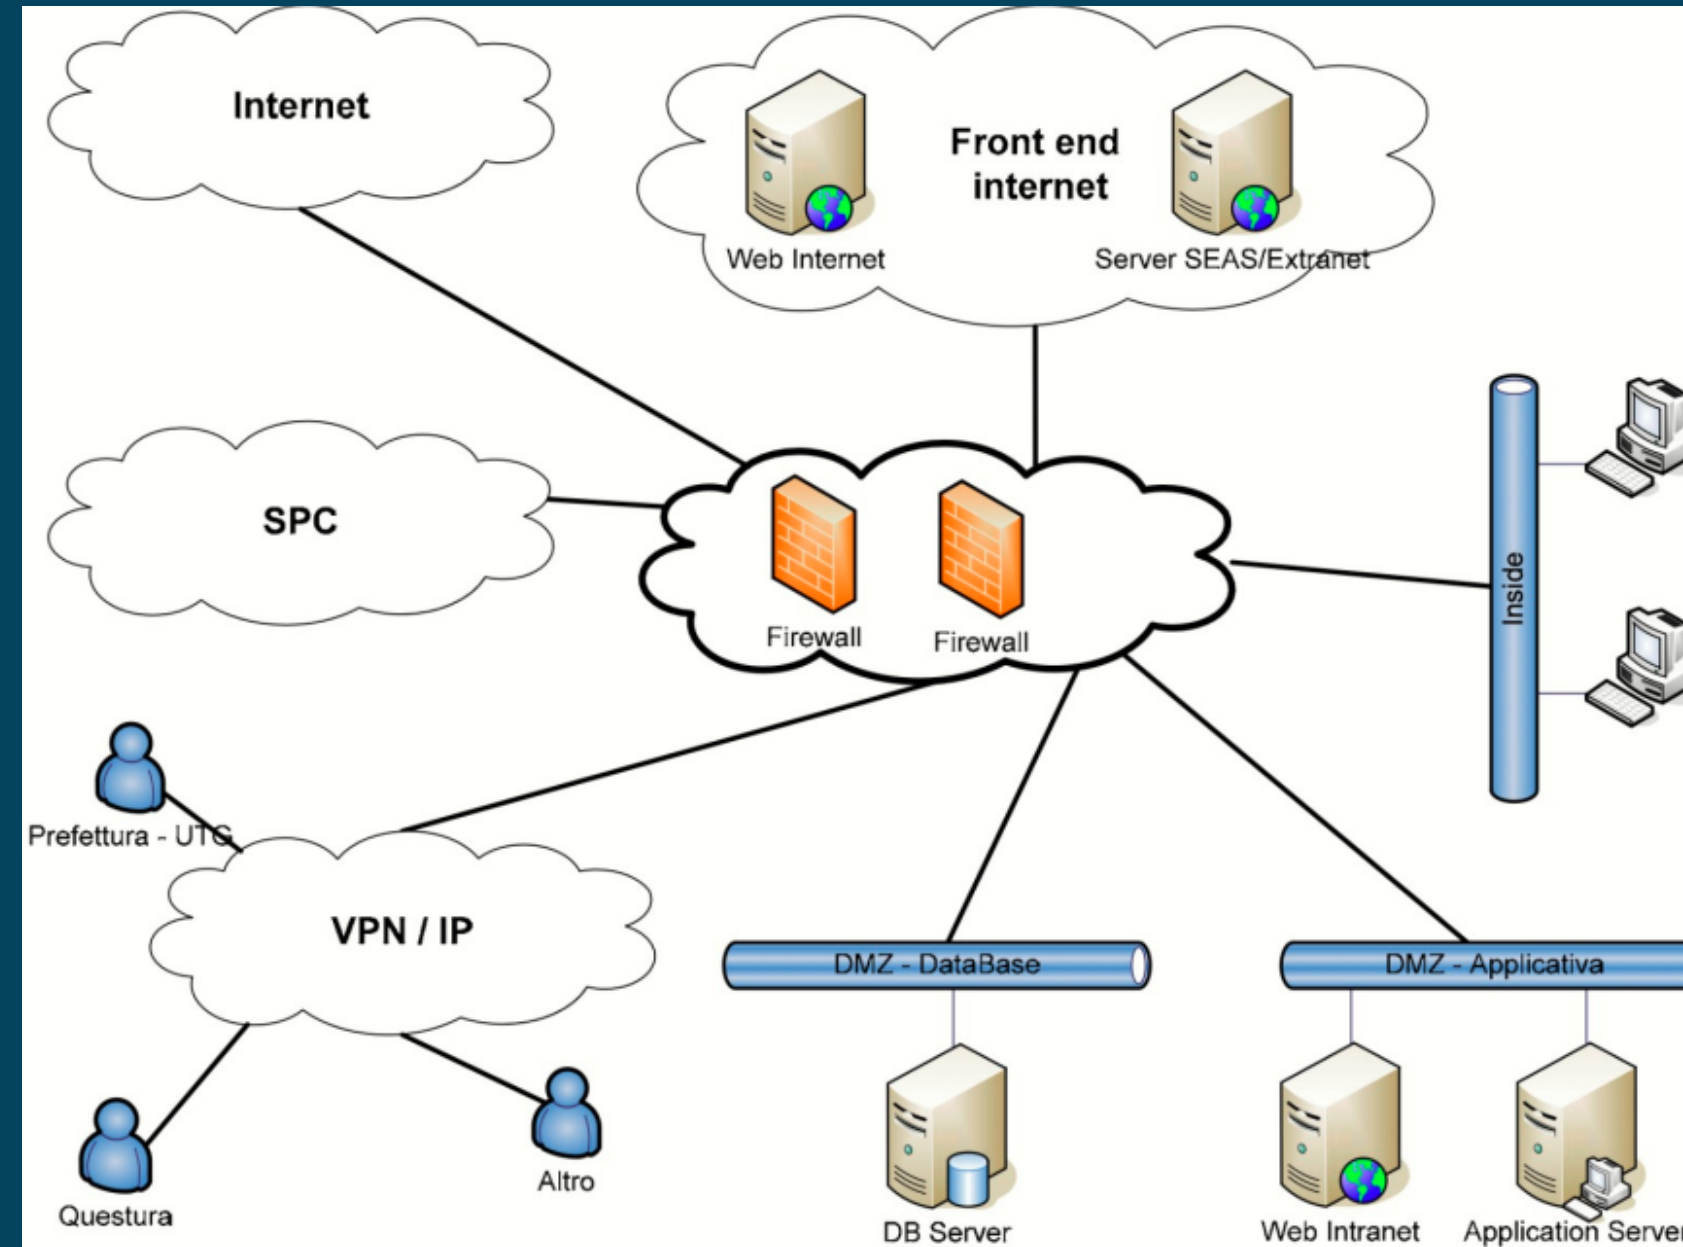 Internet
Front end
internet
Web Internet
Server SEAS/Extranet
SPC
Firewall
Firewall
Inside
Prefettura - UTG
VPN / IP
DMZ - DataBase
DMZ - Applicativa
Altro
Questura
DB Server
Web Intranet
Application Server